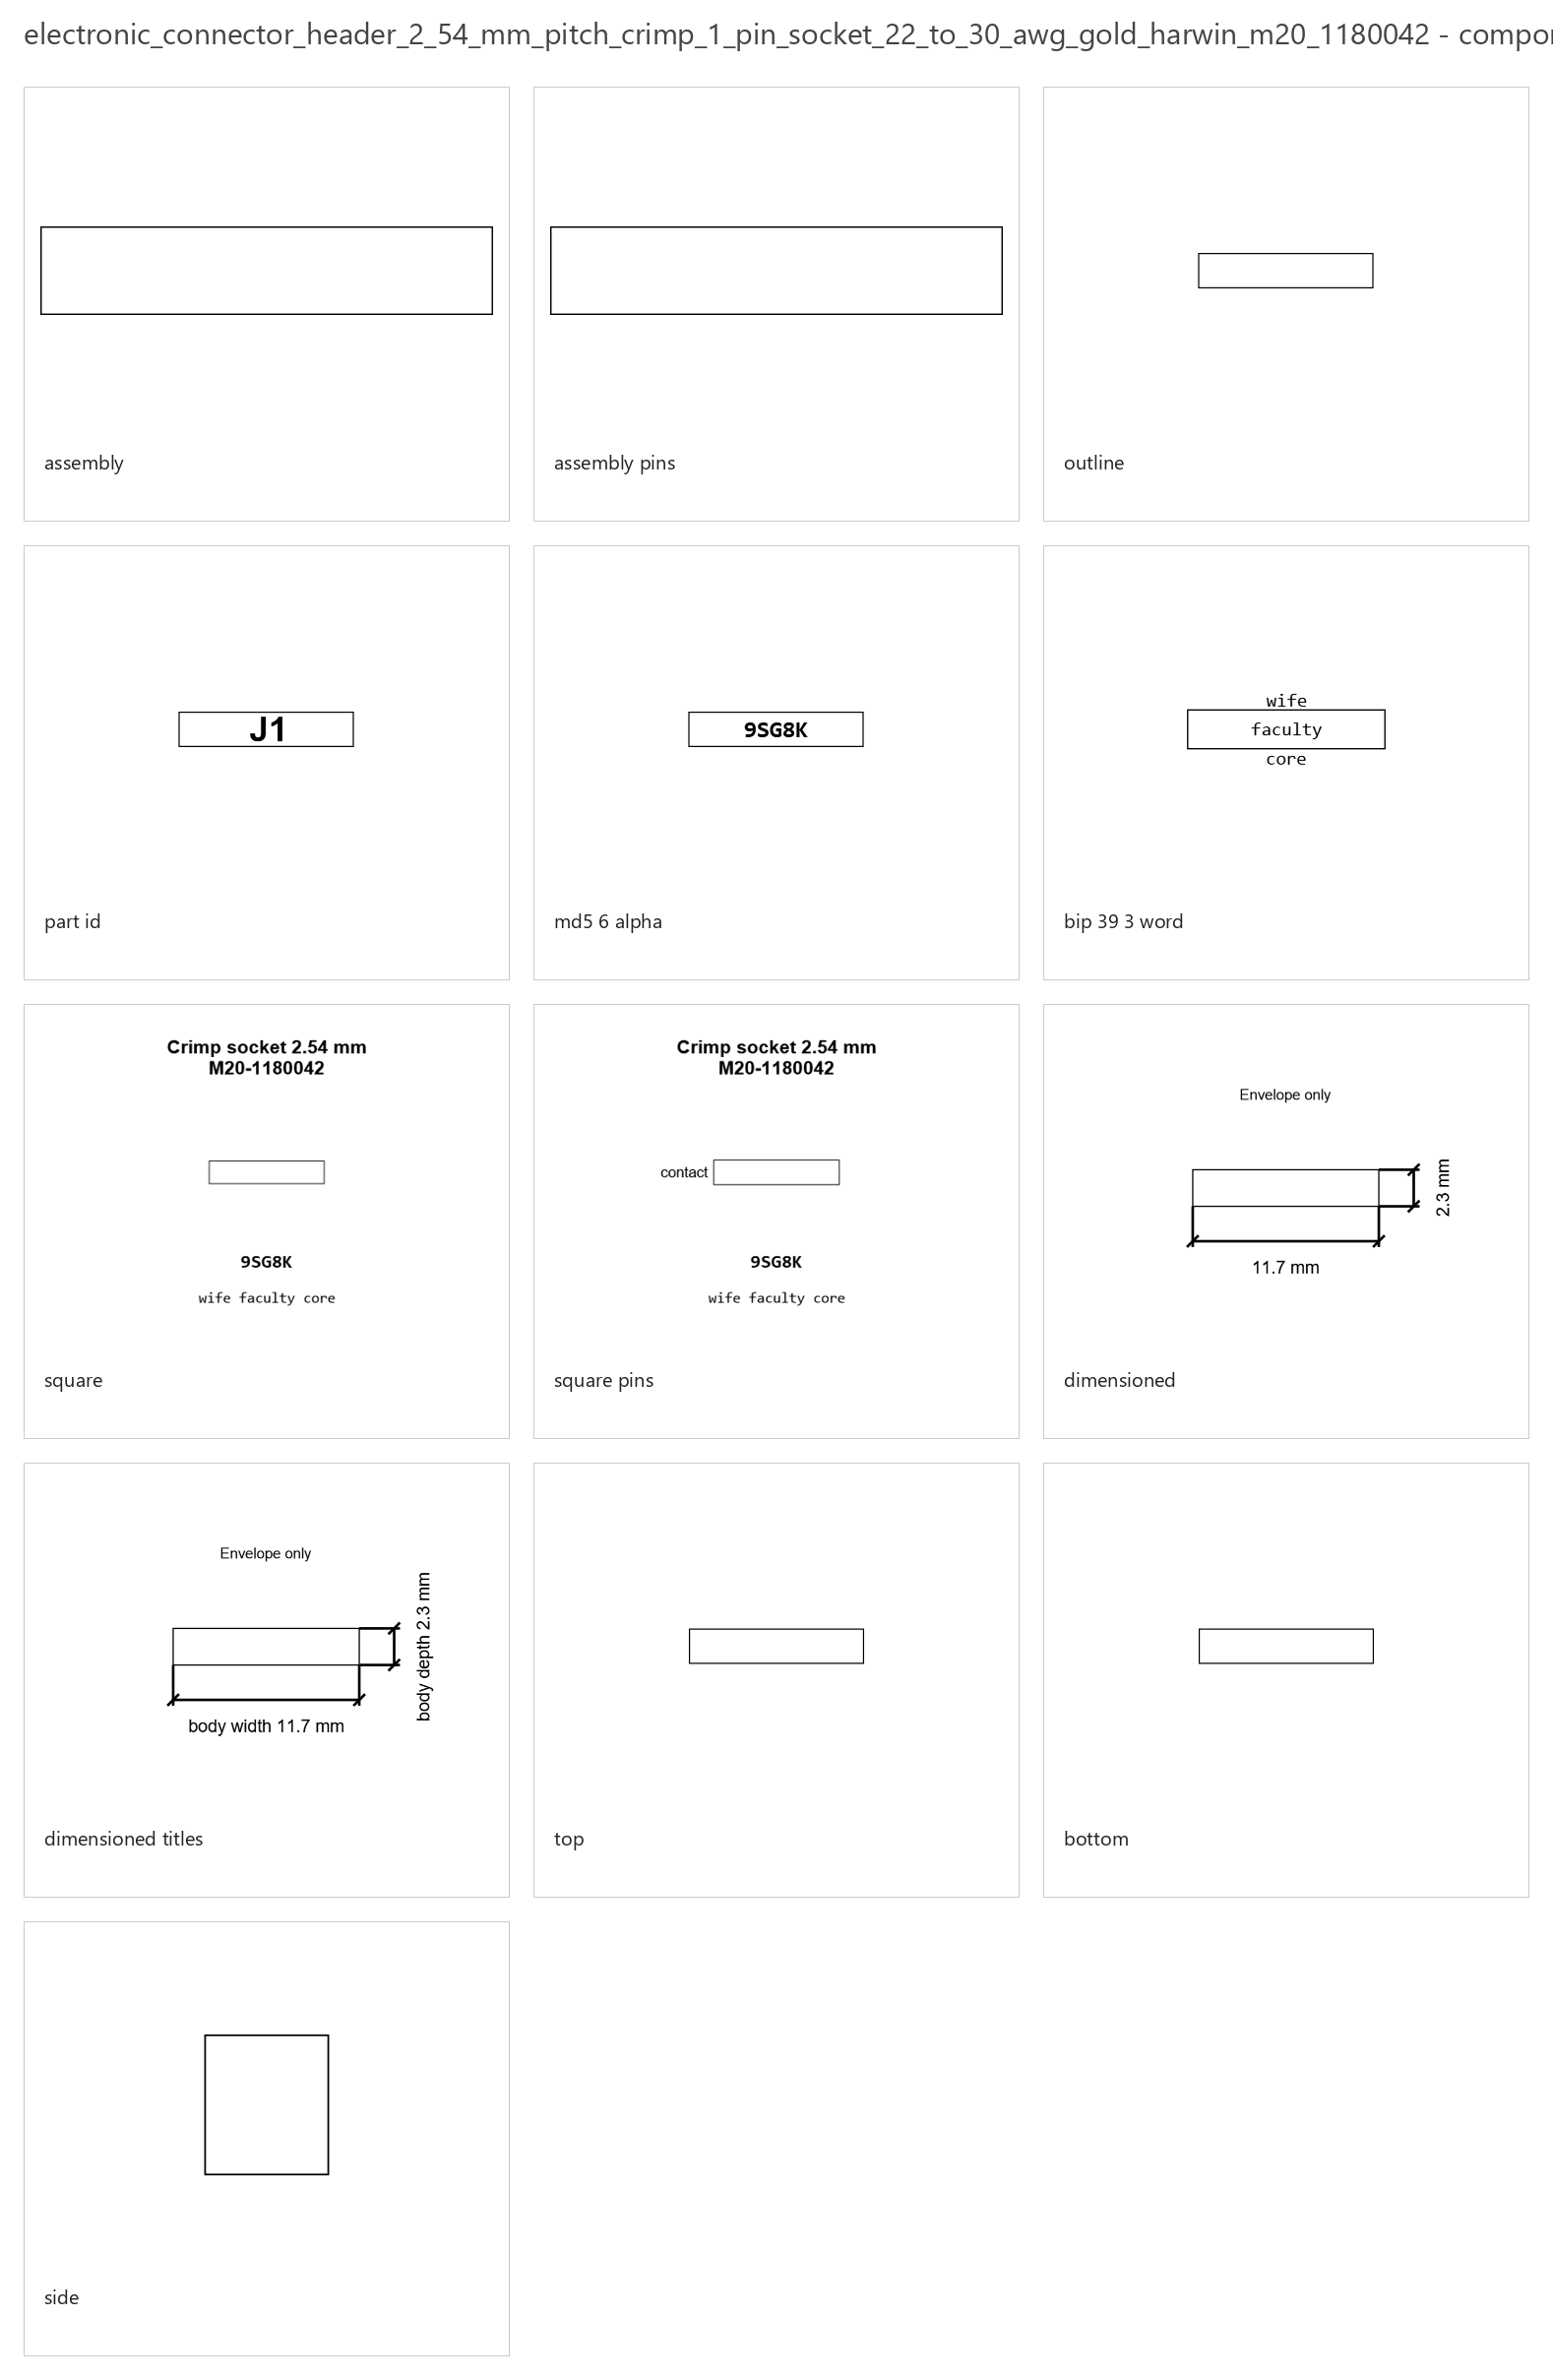 electronic_connector_header_2_54_mm_pitch_crimp_1_pin_socket_22_to_30_awg_gold_harwin_m20_1180042 - compo
assembly
assembly pins
outline
J1
part id
9SG8K
md5 6 alpha
wife
faculty
core
bip 39 3 word
Crimp socket 2.54 mm
M20-1180042
9SG8K
wife faculty core
square
Crimp socket 2.54 mm
M20-1180042
contact
9SG8K
wife faculty core
square pins
Envelope only
2.3 mm
11.7 mm
dimensioned
Envelope only
body depth 2.3 mm
body width 11.7 mm
dimensioned titles
top
bottom
side